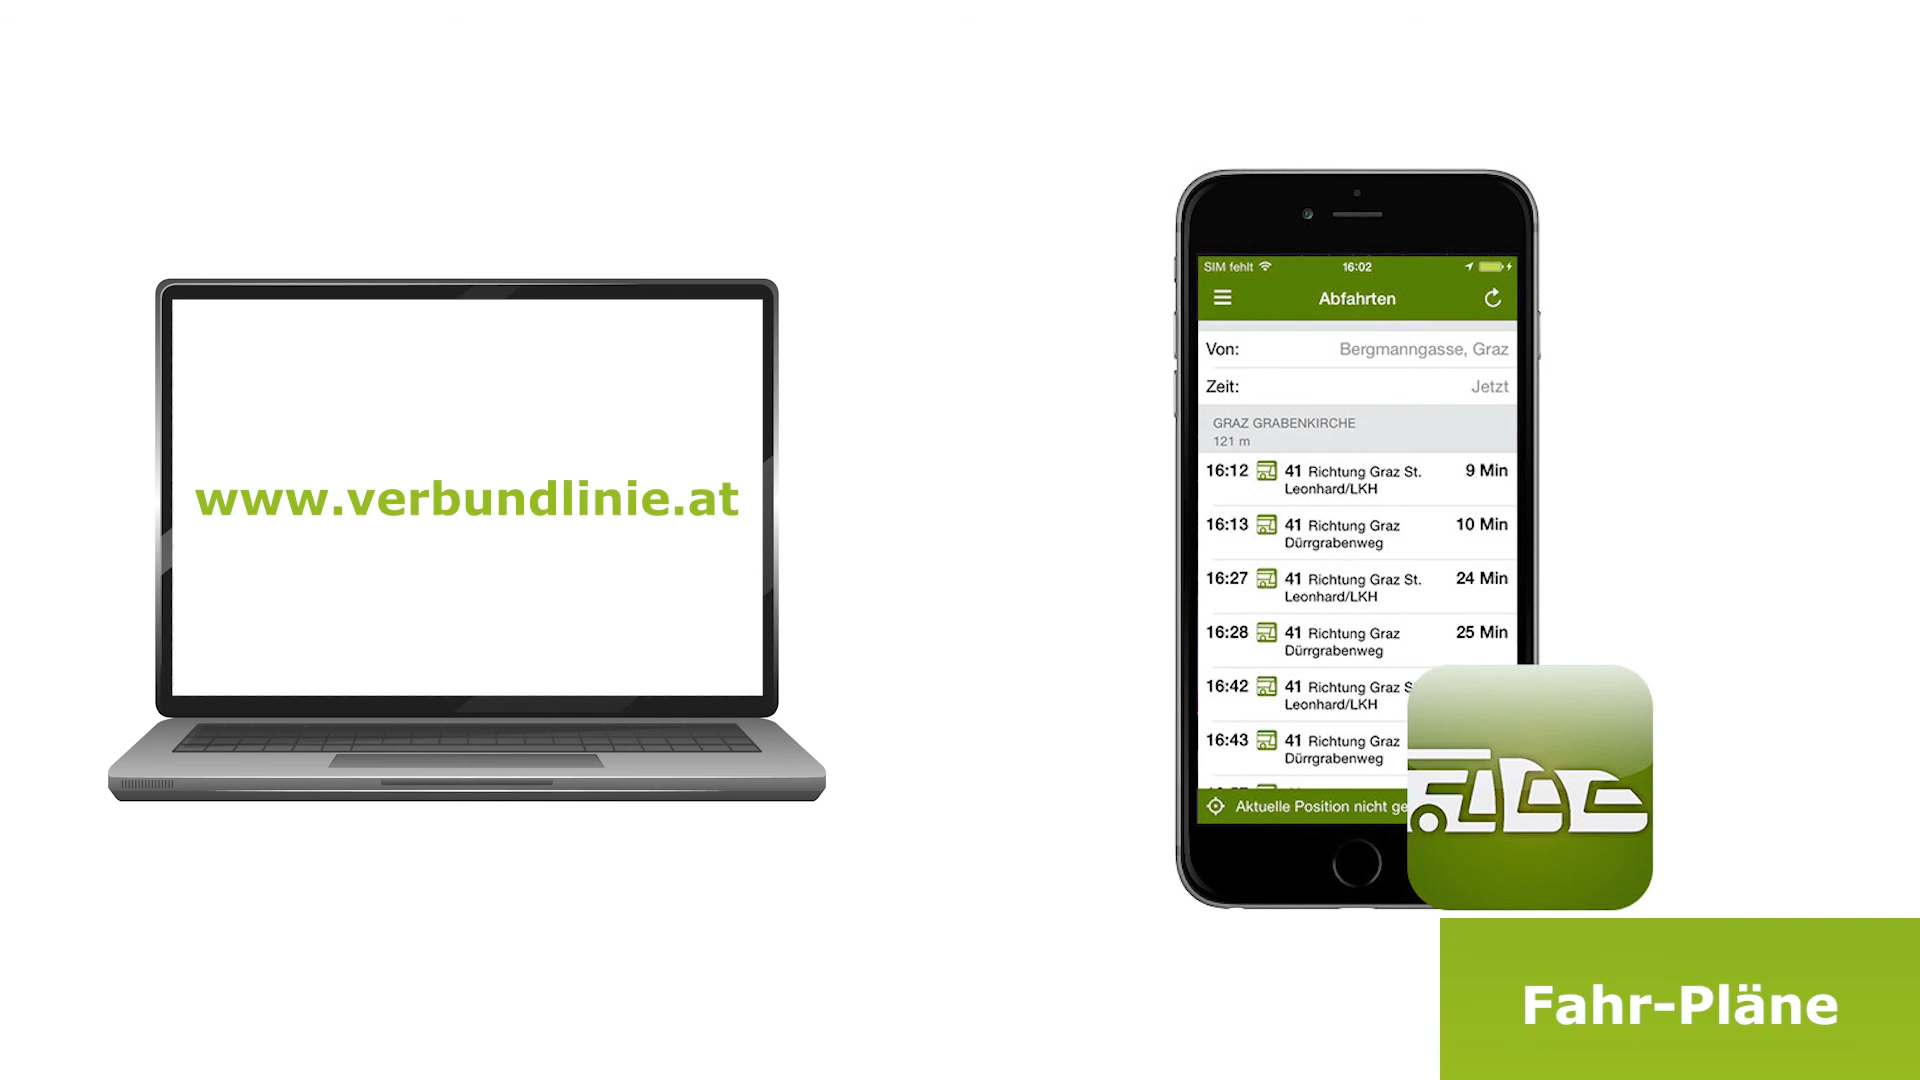 www.verbundlinie.at
SIM fehlt 16:02
Abfahrten
Von: Bergmanngasse, Graz
Zeit: Jetzt
GRAZ GRABENKIRCHE
121 m
16:12 41 Richtung Graz St. 9 Min
Leonhard/LKH
16:13 41 Richtung Graz 10 Min
Dürrgrabenweg
16:27 41 Richtung Graz St. 24 Min
Leonhard/LKH
16:28 41 Richtung Graz 25 Min
Dürrgrabenweg
16:42 41 Richtung Graz
Leonhard/LKH
16:43 41 Richtung Graz
Dürrgrabenweg
Aktuelle Position nicht
Fahr-Pläne